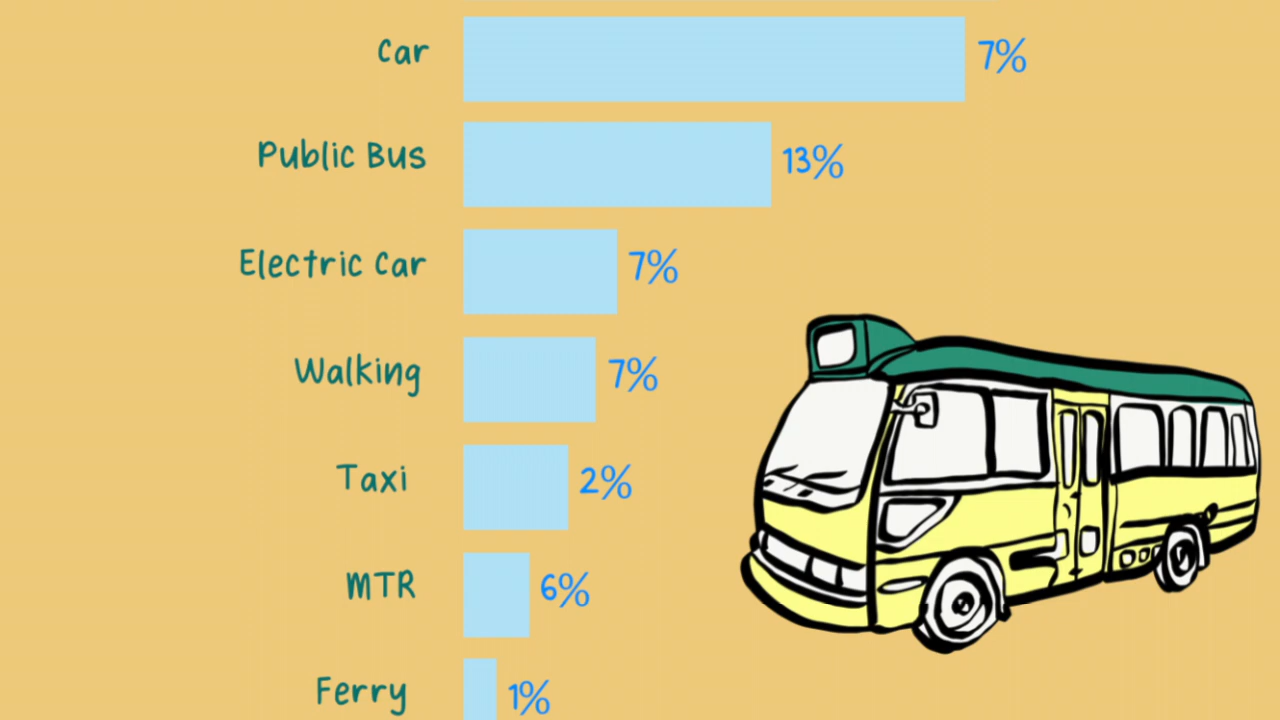 Car 7%
Public Bus 13%
Electric Car 7%
Walking 7%
Taxi 2%
MTR 6%
Ferry 1%